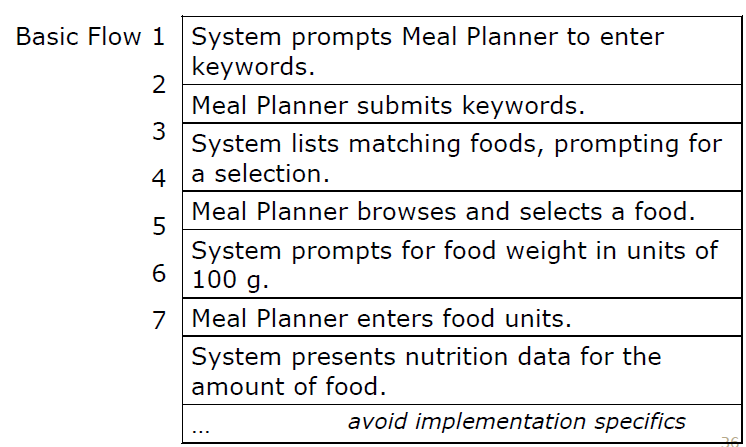 Basic Flow 1
System prompts Meal Planner to enter
keywords.
2
Meal Planner submits keywords.
3
System lists matching foods, prompting for
a selection.
4
Meal Planner browses and selects a food.
5
System prompts for food weight in units of
100 g.
6
Meal Planner enters food units.
7
System presents nutrition data for the
amount of food.
... avoid implementation specifics
36